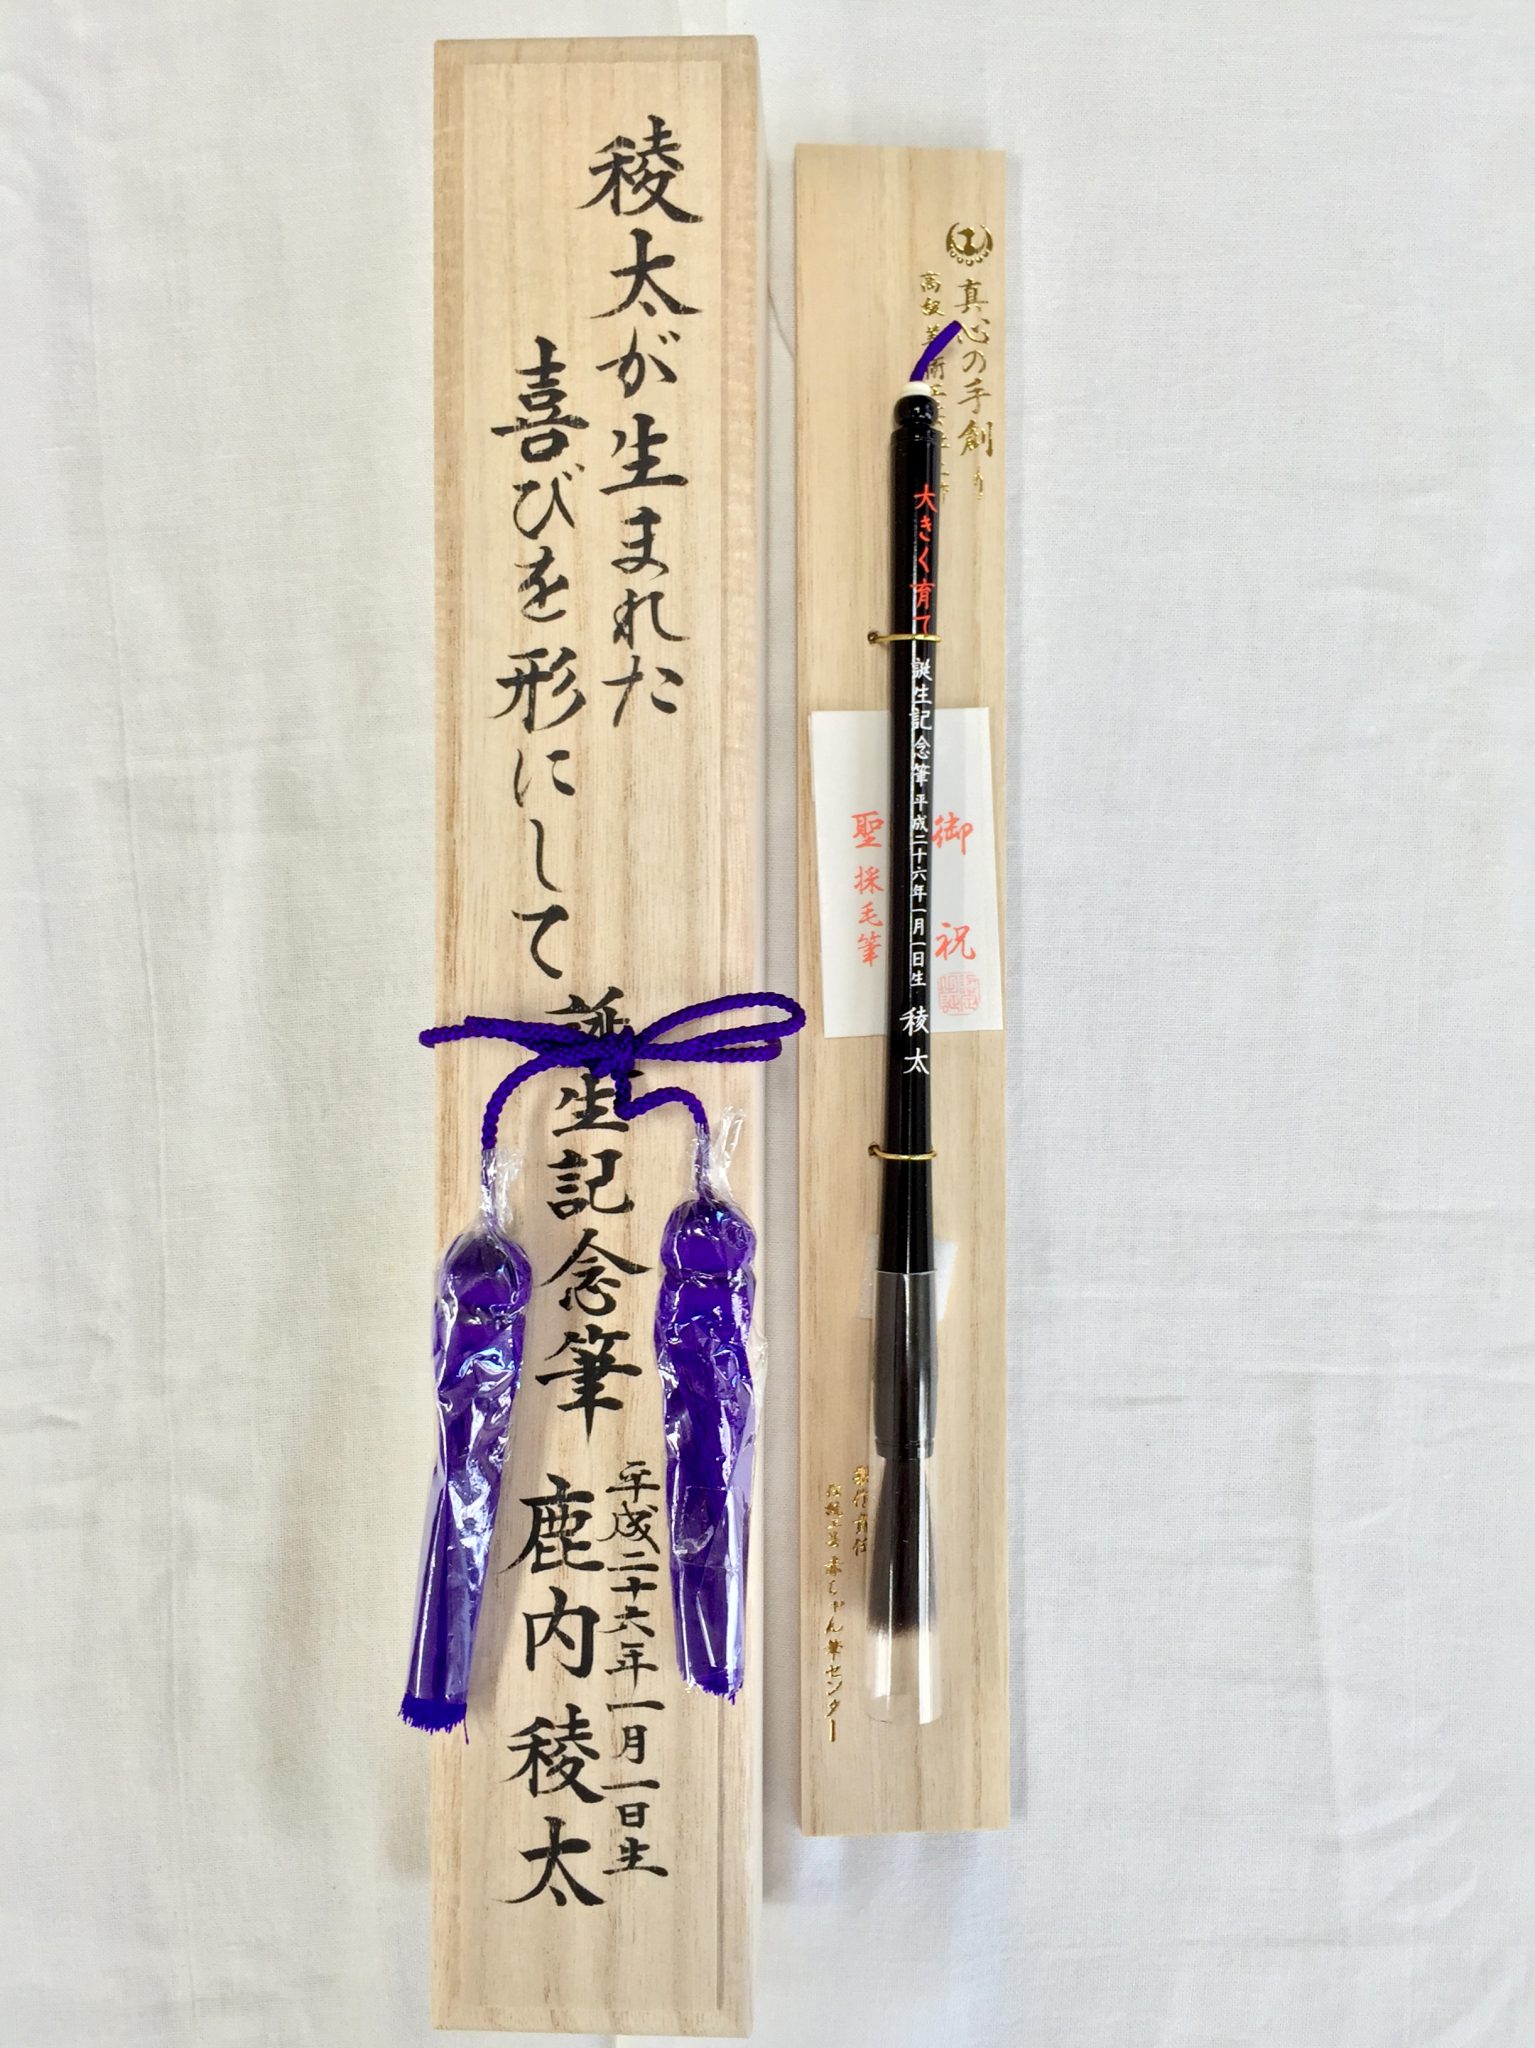 稜太が生まれた
喜びを形にして
誕生記念筆
平成二十六年一月一日生
鹿内稜太
真心の手創り
高級
大きく育て 誕生記念筆 平成二十六年一月一日生 稜太
御祝
聖採毛筆
製作責任
赤ちゃん筆センター